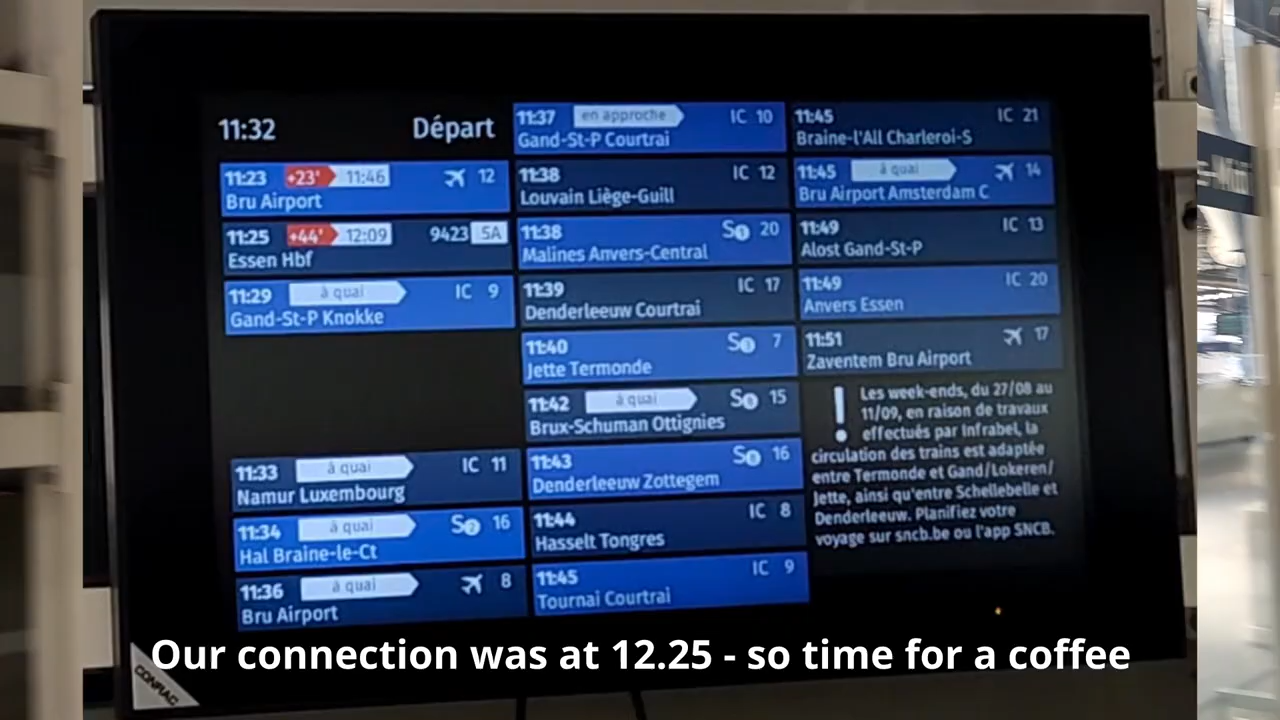 11:32 Départ
11:23 +23' 11:46 12
Bru Airport
11:25 +44' 12:09 9423 5A
Essen Hbf
11:29 à quai IC 9
Gand-St-P Knokke
11:33 à quai IC 11
Namur Luxembourg
11:34 à quai S2 16
Hal Braine-le-Ct
11:36 à quai 8
Bru Airport
11:37 en approche IC 10
Gand-St-P Courtrai
11:38 IC 12
Louvain Liège-Guill
11:38 S1 20
Malines Anvers-Central
11:39 IC 17
Denderleeuw Courtrai
11:40 7
Jette Termonde
11:42 à quai 15
Brux-Schuman Ottignies
11:43 16
Denderleeuw Zottegem
11:44 IC 8
Hasselt Tongres
11:45 IC 9
Tournai Courtrai
11:45 IC 21
Braine-l'All Charleroi-S
11:45 à quai 14
Bru Airport Amsterdam C
11:49 IC 13
Alost Gand-St-P
11:49 IC 20
Anvers Essen
11:51 17
Zaventem Bru Airport
! Les week-ends, du 27/08 au
11/09, en raison de travaux
effectués par Infrabel, la
circulation des trains est adaptée
entre Termonde et Gand/Lokeren/
Jette, ainsi qu'entre Schellebelle et
Denderleeuw. Planifiez votre
voyage sur sncb.be ou l'app SNCB.
CONRAC
Our connection was at 12.25 - so time for a coffee